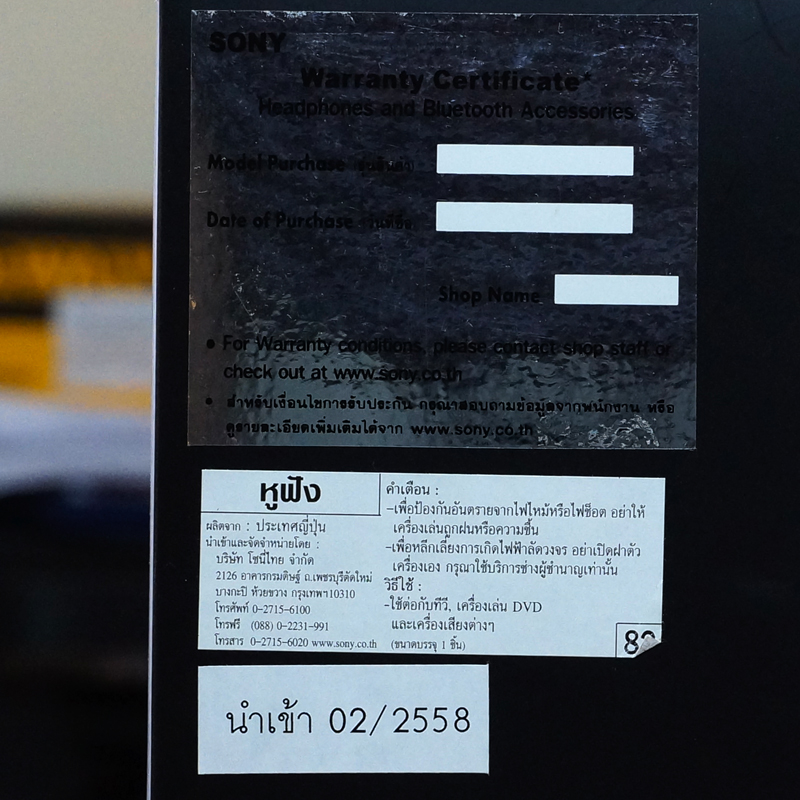 SONY
Warranty Certificate*
Headphones and Bluetooth Accessories
Model Purchase (รุ่นสินค้า)
Date of Purchase (วันที่ซื้อ)
Shop Name
• For Warranty conditions, please contact shop staff or
check out at www.sony.co.th
• สำหรับเงื่อนไขการรับประกัน กรุณาสอบถามข้อมูลจากพนักงาน หรือ
ดูรายละเอียดเพิ่มเติมได้จาก www.sony.co.th
หูฟัง
ผลิตจาก : ประเทศญี่ปุ่น
นำเข้าและจัดจำหน่ายโดย :
บริษัท โซนี่ไทย จำกัด
2126 อาคารกรมดิษฐ์ ถ.เพชรบุรีตัดใหม่
บางกะปิ ห้วยขวาง กรุงเทพฯ10310
โทรศัพท์ 0-2715-6100
โทรฟรี (088) 0-2231-991
โทรสาร 0-2715-6020 www.sony.co.th
คำเตือน :
-เพื่อป้องกันอันตรายจากไฟไหม้หรือไฟช็อต อย่าให้
เครื่องเล่นถูกฝนหรือความชื้น
-เพื่อหลีกเลี่ยงการเกิดไฟฟ้าลัดวงจร อย่าเปิดฝาตัว
เครื่องเอง กรุณาใช้บริการช่างผู้ชำนาญเท่านั้น
วิธีใช้ :
-ใช้ต่อกับทีวี, เครื่องเล่น DVD
และเครื่องเสียงต่างๆ
(ขนาดบรรจุ 1 ชิ้น)
นำเข้า 02/2558